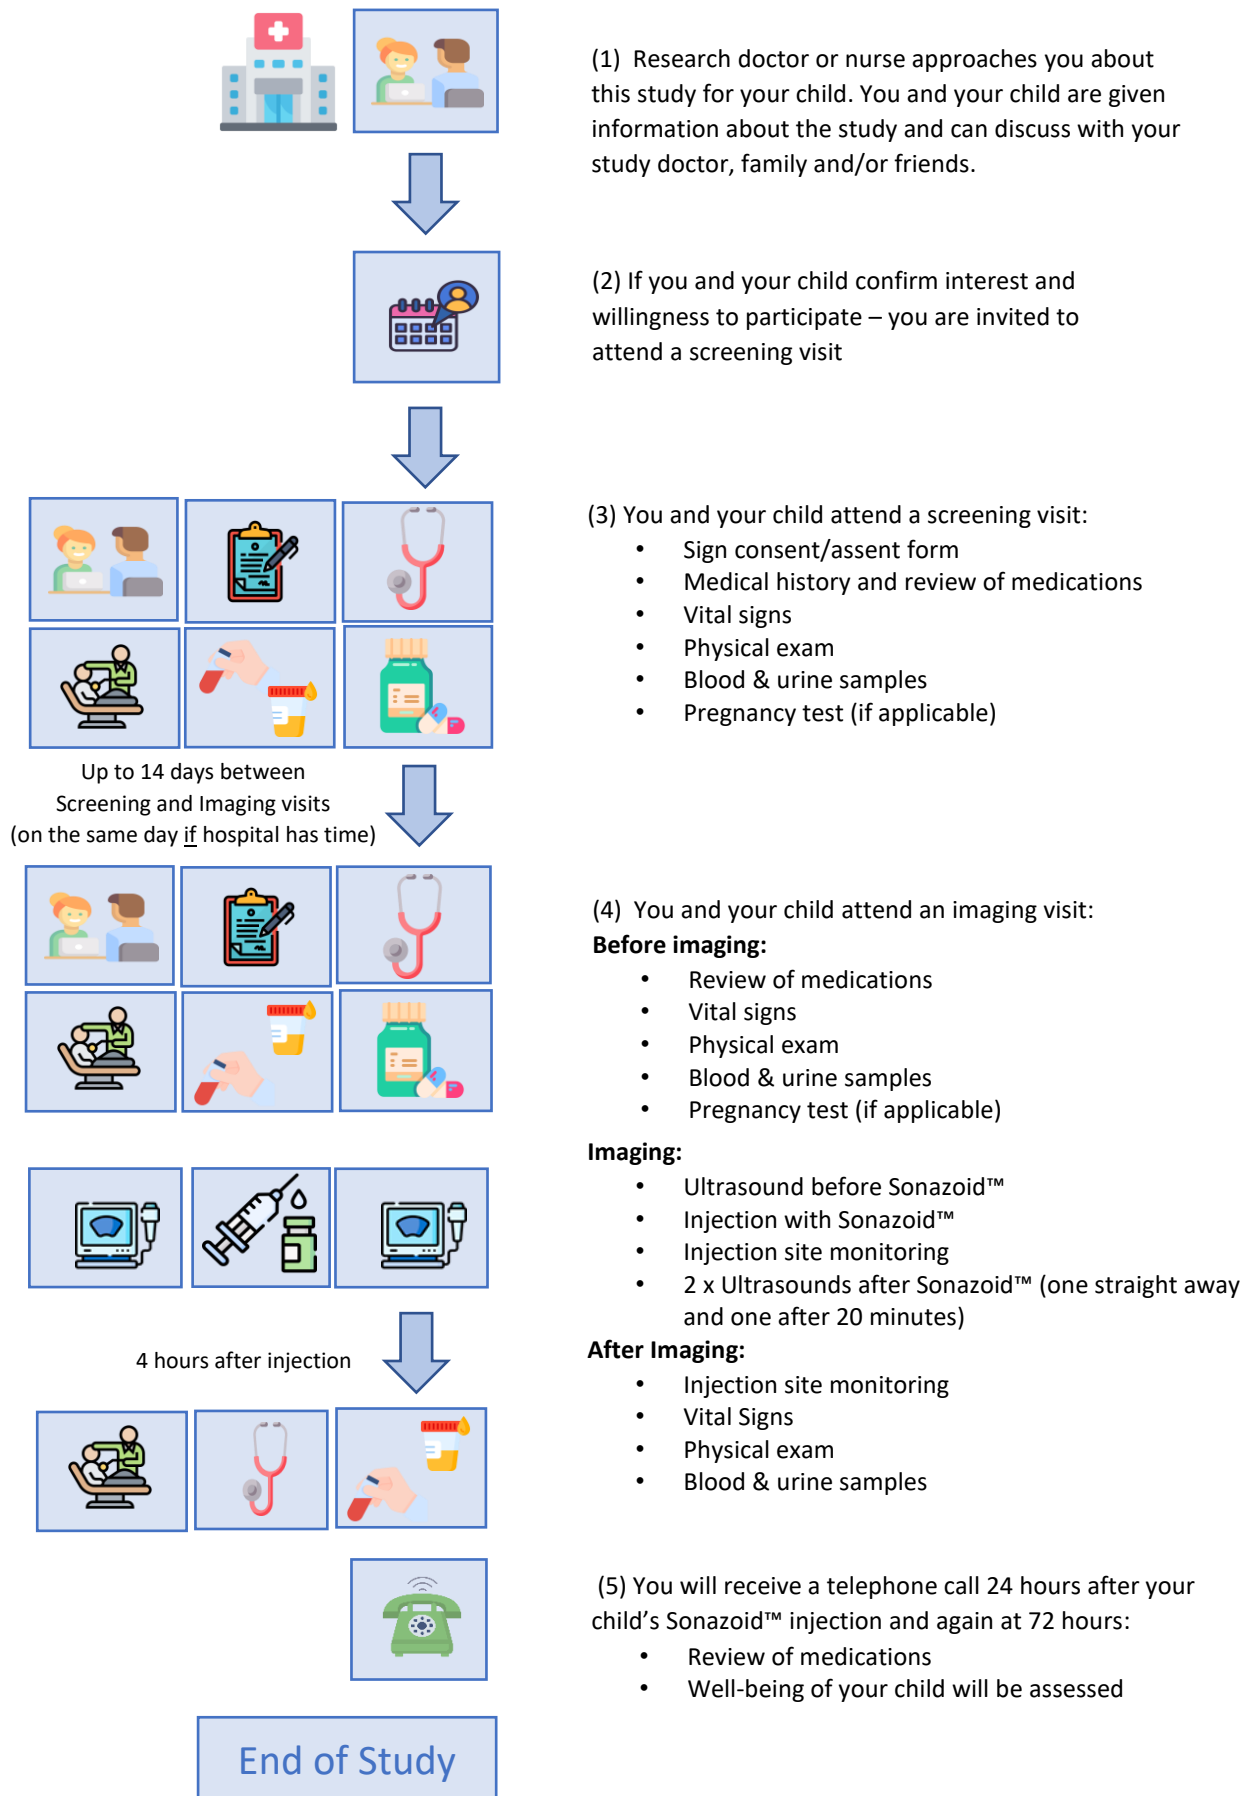 (1) Research doctor or nurse approaches you about
this study for your child. You and your child are given
information about the study and can discuss with your
study doctor, family and/or friends.
(2) If you and your child confirm interest and
willingness to participate – you are invited to
attend a screening visit
(3) You and your child attend a screening visit:
• Sign consent/assent form
• Medical history and review of medications
• Vital signs
• Physical exam
• Blood & urine samples
• Pregnancy test (if applicable)
Up to 14 days between
Screening and Imaging visits
(on the same day if hospital has time)
(4) You and your child attend an imaging visit:
Before imaging:
• Review of medications
• Vital signs
• Physical exam
• Blood & urine samples
• Pregnancy test (if applicable)
Imaging:
• Ultrasound before Sonazoid™
• Injection with Sonazoid™
• Injection site monitoring
• 2 x Ultrasounds after Sonazoid™ (one straight away
and one after 20 minutes)
4 hours after injection
After Imaging:
• Injection site monitoring
• Vital Signs
• Physical exam
• Blood & urine samples
(5) You will receive a telephone call 24 hours after your
child’s Sonazoid™ injection and again at 72 hours:
• Review of medications
• Well-being of your child will be assessed
End of Study